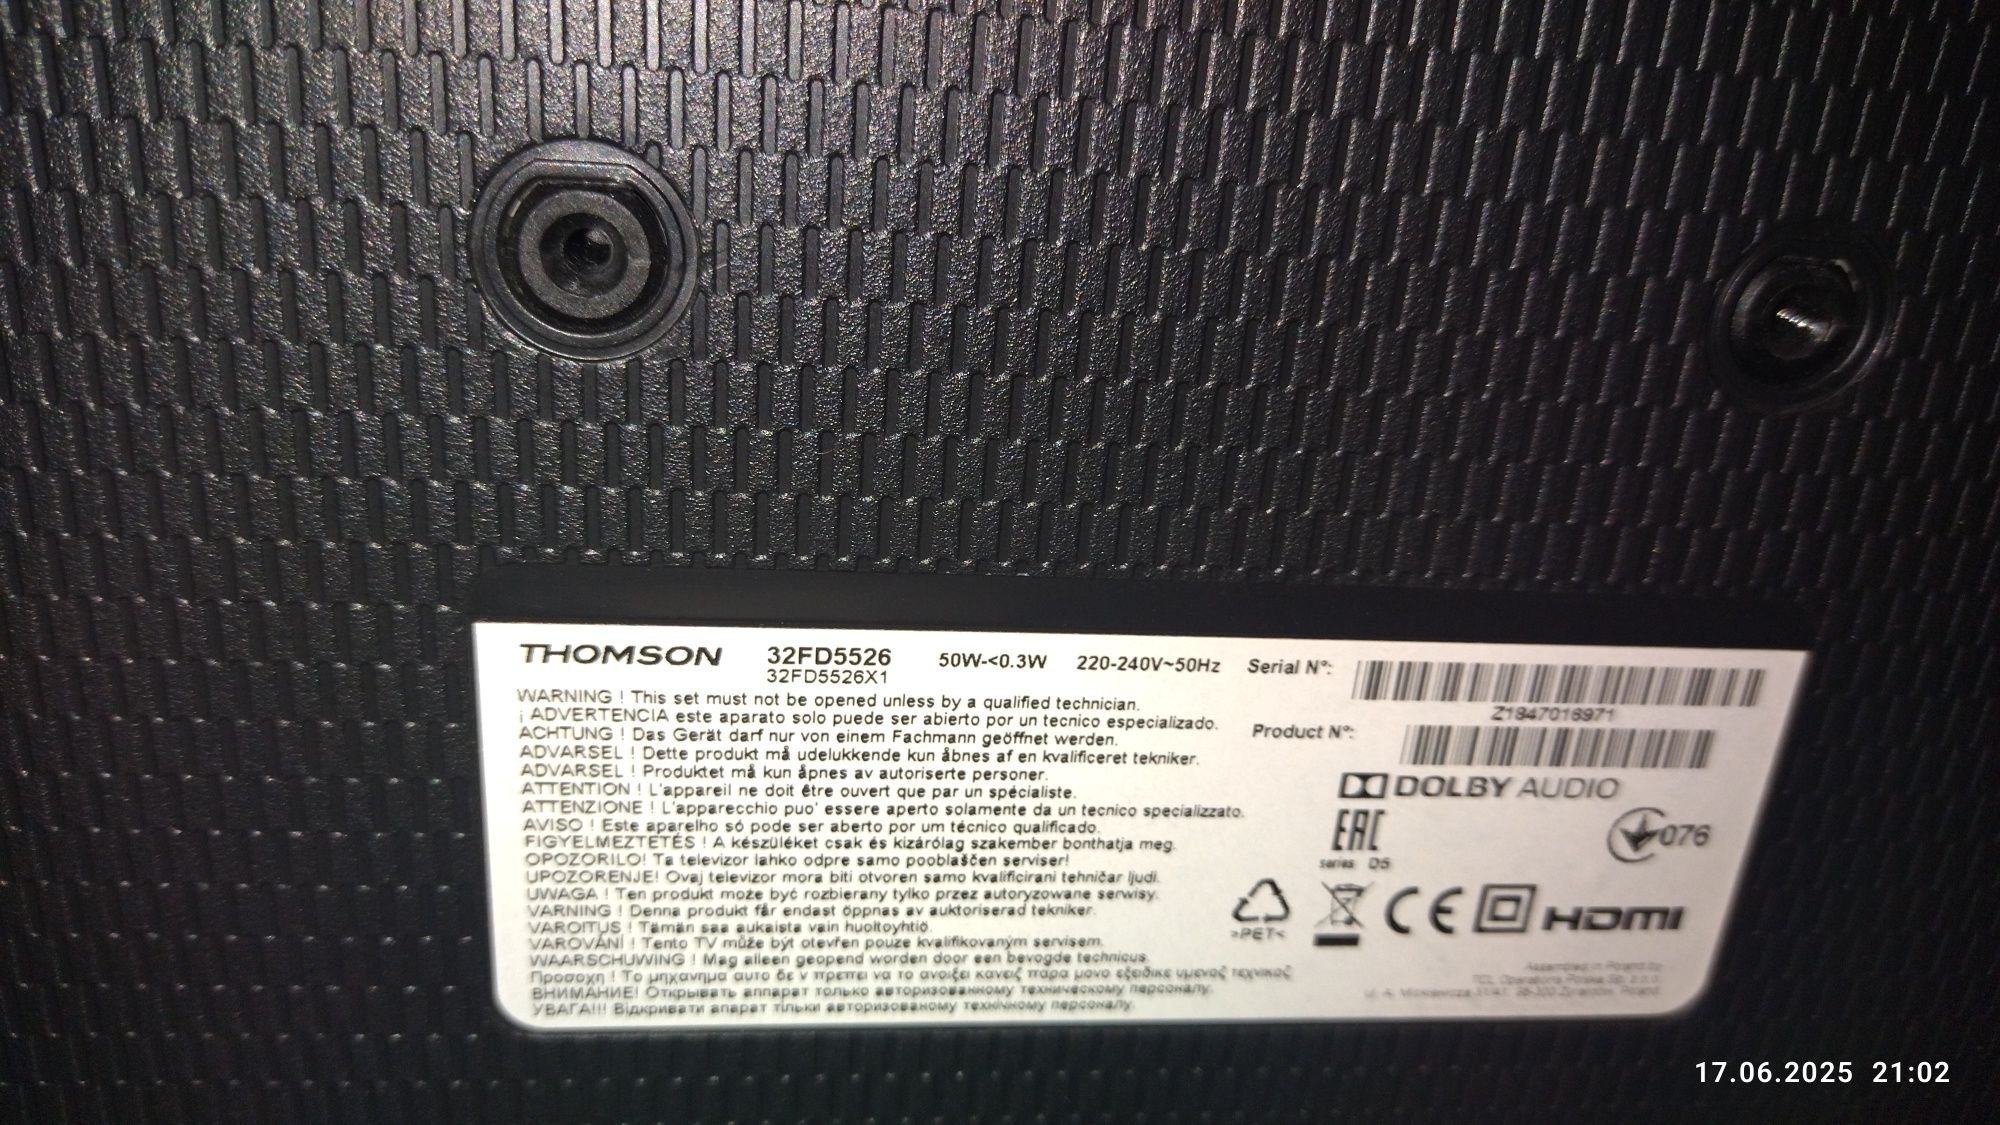 THOMSON 32FD5526 50W-<0.3W 220-240V~50Hz Serial Nº:
32FD5526X1
Z1847016971
Product Nº:
WARNING ! This set must not be opened unless by a qualified technician.
¡ ADVERTENCIA este aparato solo puede ser abierto por un tecnico especializado.
ACHTUNG ! Das Gerät darf nur von einem Fachmann geöffnet werden.
ADVARSEL ! Dette produkt må udelukkende kun åbnes af en kvalificeret tekniker.
ADVARSEL ! Produktet må kun åpnes av autoriserte personer.
ATTENTION ! L'appareil ne doit être ouvert que par un spécialiste.
ATTENZIONE ! L'apparecchio puo' essere aperto solamente da un tecnico specializzato.
AVISO ! Este aparelho só pode ser aberto por um técnico qualificado.
FIGYELMEZTETÉS ! A készüléket csak és kizárólag szakember bonthatja meg.
OPOZORILO! Ta televizor lahko odpre samo pooblaščen serviser!
UPOZORENJE! Ovaj televizor mora biti otvoren samo kvalificirani tehničar ljudi.
UWAGA ! Ten produkt może być rozbierany tylko przez autoryzowane serwisy.
VARNING ! Denna produkt får endast öppnas av auktoriserad tekniker.
VAROITUS ! Tämän saa aukaista vain huoltoyhtiö.
VAROVÁNÍ ! Tento TV může být otevřen pouze kvalifikovaným servisem.
WAARSCHUWING ! Mag alleen geopend worden door een bevogde technicus.
Προσοχη ! Το μηχανημα αυτο δε ν πρεπει να το ανοιξει κανεις παρα μονο εξειδικε υμενος τεχνικος
ВНИМАНИЕ! Открывать аппарат только авторизованному техническому персоналу.
УВАГА!!! Відкривати апарат тільки авторизованому технічному персоналу.
DOLBY AUDIO
EAC
series D5
076
>PET<
CE HDMI
Assembled in Poland by
TCL Operations Polska Sp. z o.o.
17.06.2025 21:02